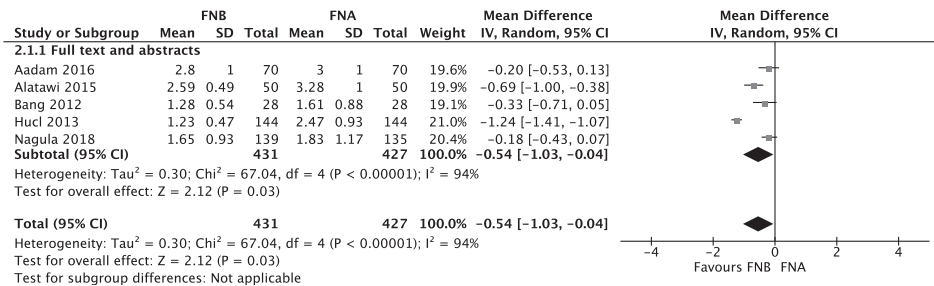 FNB FNA Mean Difference Mean Difference
Study or Subgroup Mean SD Total Mean SD Total Weight IV, Random, 95% CI IV, Random, 95% CI
2.1.1 Full text and abstracts
Aadam 2016 2.8 1 70 3 1 70 19.6% −0.20 [−0.53, 0.13]
Alatawi 2015 2.59 0.49 50 3.28 1 50 19.9% −0.69 [−1.00, −0.38]
Bang 2012 1.28 0.54 28 1.61 0.88 28 19.1% −0.33 [−0.71, 0.05]
Hucl 2013 1.23 0.47 144 2.47 0.93 144 21.0% −1.24 [−1.41, −1.07]
Nagula 2018 1.65 0.93 139 1.83 1.17 135 20.4% −0.18 [−0.43, 0.07]
Subtotal (95% CI) 431 427 100.0% −0.54 [−1.03, −0.04]
Heterogeneity: Tau² = 0.30; Chi² = 67.04, df = 4 (P < 0.00001); I² = 94%
Test for overall effect: Z = 2.12 (P = 0.03)
Total (95% CI) 431 427 100.0% −0.54 [−1.03, −0.04]
Heterogeneity: Tau² = 0.30; Chi² = 67.04, df = 4 (P < 0.00001); I² = 94%
Test for overall effect: Z = 2.12 (P = 0.03)
Test for subgroup differences: Not applicable
−4 −2 0 2 4
Favours FNB FNA